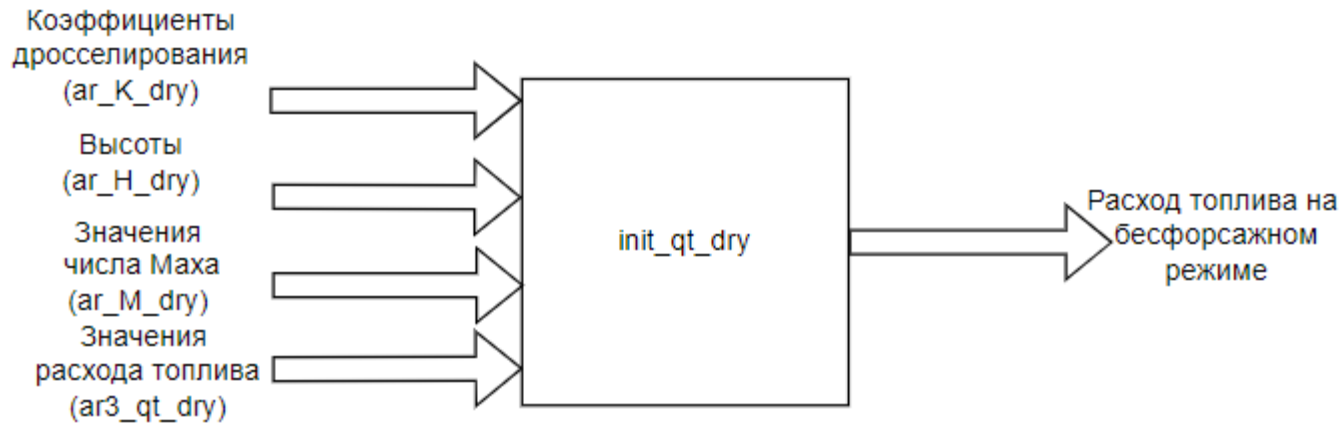 Коэффициенты
дросселирования
(ar_K_dry)
Высоты
(ar_H_dry)
Значения
числа Маха
(ar_M_dry)
Значения
расхода топлива
(ar3_qt_dry)
init_qt_dry
Расход топлива на
бесфорсажном
режиме